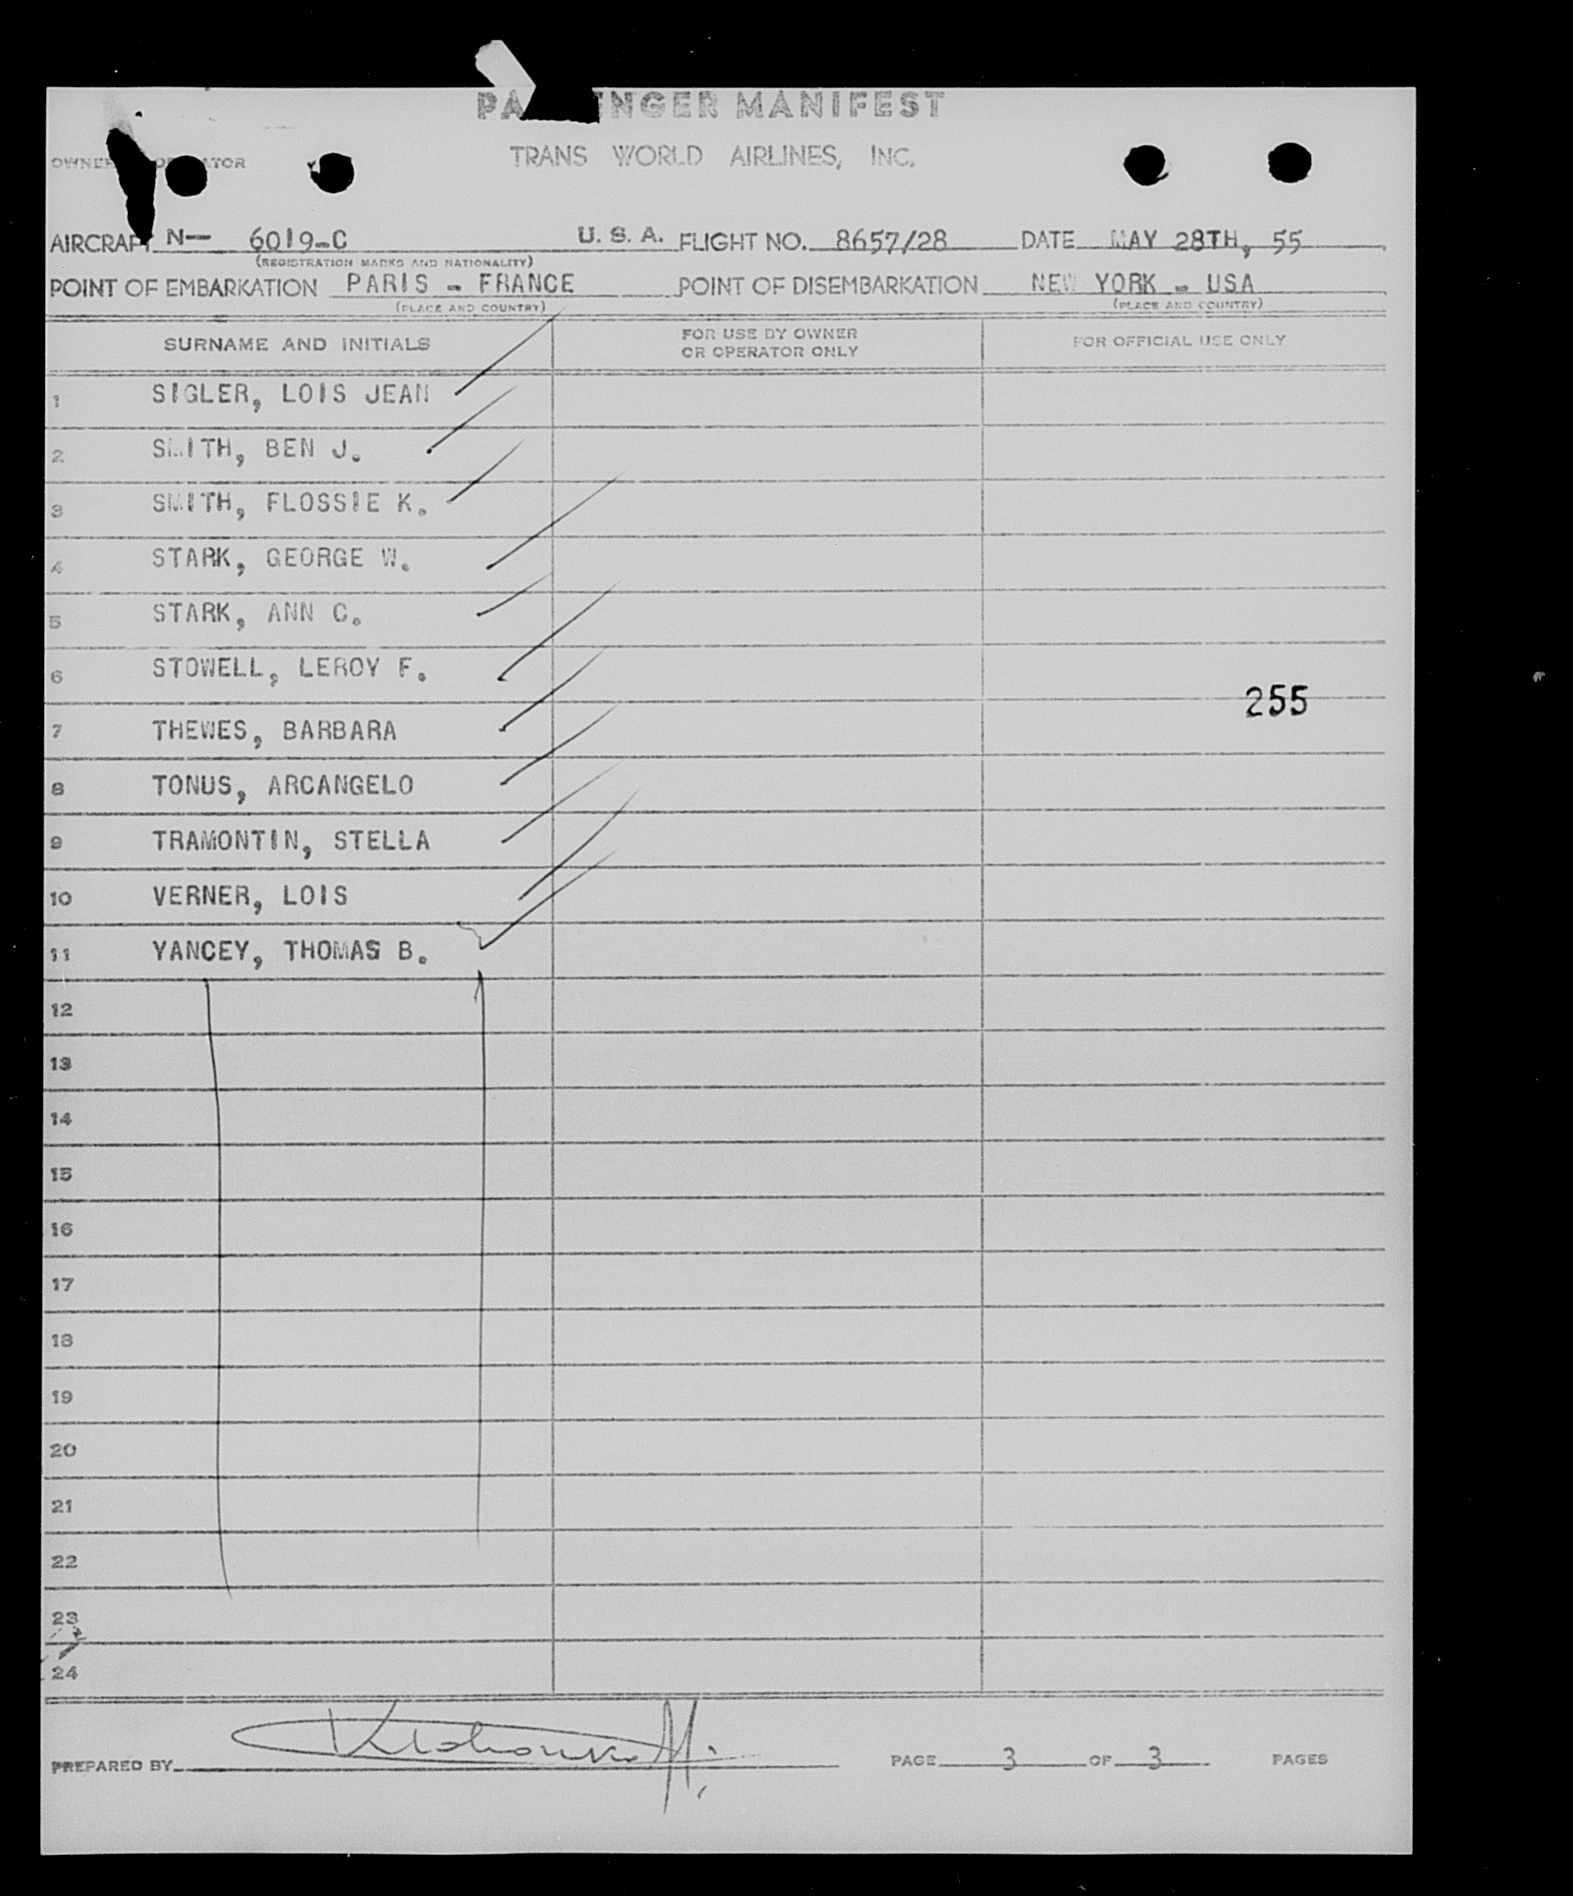 PASSENGER MANIFEST
OWNER OR OPERATOR TRANS WORLD AIRLINES, INC.
AIRCRAFT N— 6019-C U. S. A. FLIGHT NO. 8657/28 DATE MAY 28TH, 55
(REGISTRATION MARKS AND NATIONALITY)
POINT OF EMBARKATION PARIS - FRANCE POINT OF DISEMBARKATION NEW YORK - USA
(PLACE AND COUNTRY) (PLACE AND COUNTRY)
SURNAME AND INITIALS FOR USE BY OWNER OR OPERATOR ONLY FOR OFFICIAL USE ONLY
1 SIGLER, LOIS JEAN
2 SMITH, BEN J.
3 SMITH, FLOSSIE K.
4 STARK, GEORGE W.
5 STARK, ANN C.
6 STOWELL, LEROY F.
255
7 THEWES, BARBARA
8 TONUS, ARCANGELO
9 TRAMONTIN, STELLA
10 VERNER, LOIS
11 YANCEY, THOMAS B.
12
13
14
15
16
17
18
19
20
21
22
23
24
PREPARED BY PAGE 3 OF 3 PAGES